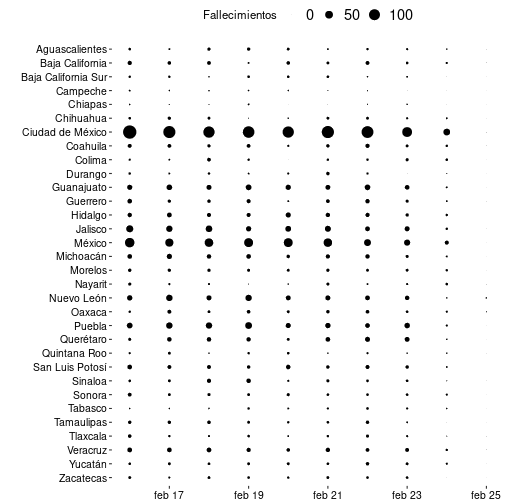 Fallecimientos 0 50 100
Aguascalientes
Baja California
Baja California Sur
Campeche
Chiapas
Chihuahua
Ciudad de México
Coahuila
Colima
Durango
Guanajuato
Guerrero
Hidalgo
Jalisco
México
Michoacán
Morelos
Nayarit
Nuevo León
Oaxaca
Puebla
Querétaro
Quintana Roo
San Luis Potosí
Sinaloa
Sonora
Tabasco
Tamaulipas
Tlaxcala
Veracruz
Yucatán
Zacatecas
feb 17 feb 19 feb 21 feb 23 feb 25